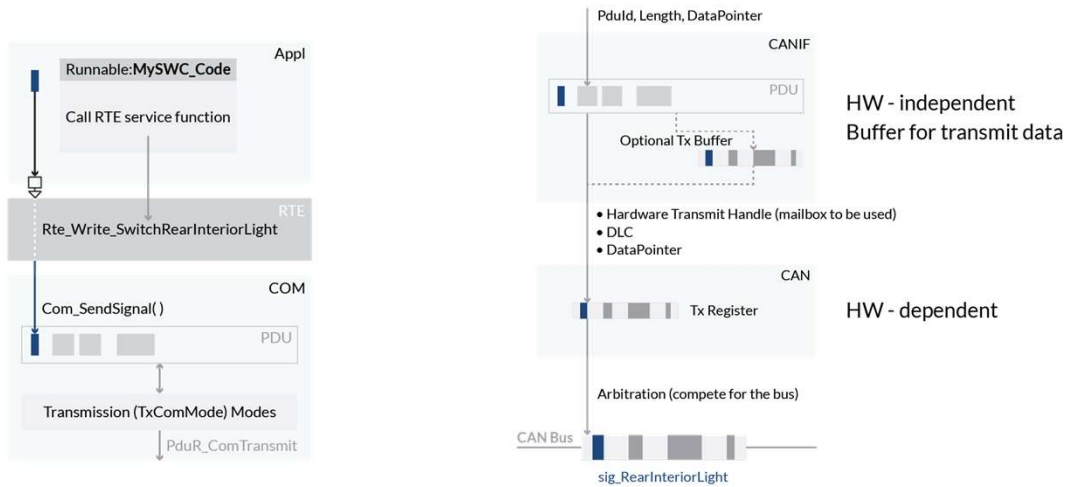 Appl
Runnable:MySWC_Code
Call RTE service function
RTE
Rte_Write_SwitchRearInteriorLight
COM
Com_SendSignal( )
PDU
Transmission (TxComMode) Modes
PduR_ComTransmit
PduId, Length, DataPointer
CANIF
PDU
Optional Tx Buffer
HW - independent
Buffer for transmit data
• Hardware Transmit Handle (mailbox to be used)
• DLC
• DataPointer
CAN
Tx Register
HW - dependent
Arbitration (compete for the bus)
CAN Bus
sig_RearInteriorLight